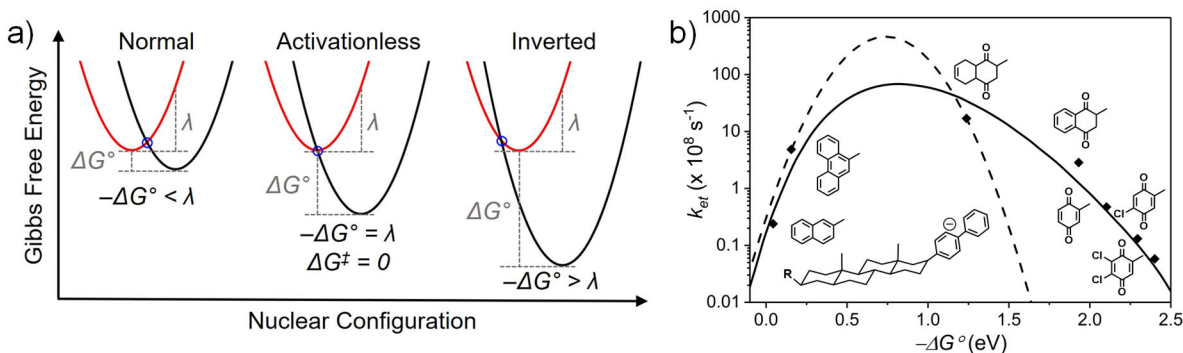 a)
Normal
Activationless
Inverted
Gibbs Free Energy
λ
λ
λ
ΔG°
ΔG°
ΔG°
−ΔG° < λ
−ΔG° = λ
ΔG‡ = 0
−ΔG° > λ
Nuclear Configuration
b)
1000
100
10
1
0.1
0.01
k_et (x 10⁸ s⁻¹)
O
O
O
O
O
O
Cl
O
O
Cl
Cl
O
O
R
−
0.0
0.5
1.0
1.5
2.0
2.5
−ΔG° (eV)